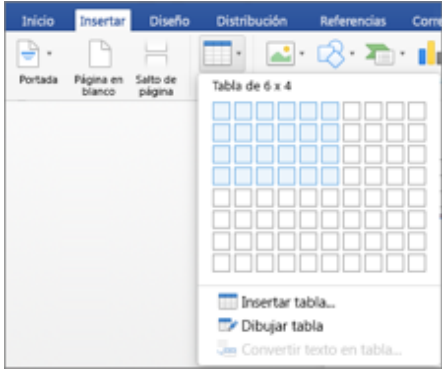 Inicio Insertar Diseño Distribución Referencias Corre
Portada Página en blanco Salto de página
Tabla de 6 x 4
Insertar tabla...
Dibujar tabla
Convertir texto en tabla...